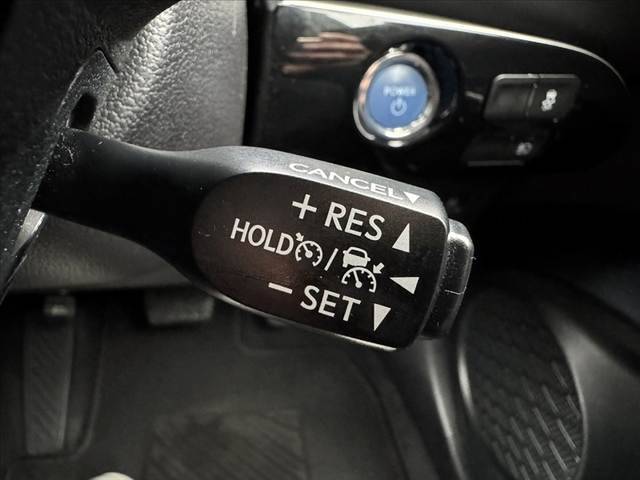 POWER
CANCEL▼
+ RES ▲
HOLD / ◀
− SET ▼